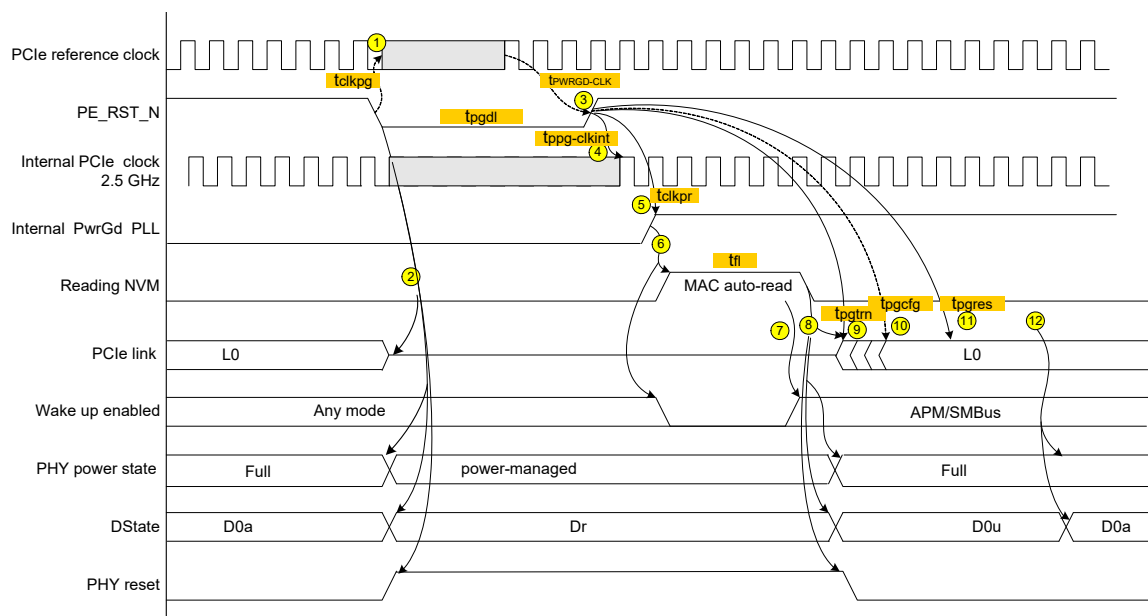 1
PCIe reference clock
tclkpg
tPWRGD-CLK
3
PE_RST_N
tpgdl
tppg-clkint
4
Internal PCIe clock
2.5 GHz
5
tclkpr
Internal PwrGd PLL
6
tfl
2
Reading NVM
MAC auto-read
tpgcfg
tpgres
tpgtrn
7
8
9
10
11
12
PCIe link
L0
L0
Wake up enabled
Any mode
APM/SMBus
PHY power state
Full
power-managed
Full
DState
D0a
Dr
D0u
D0a
PHY reset